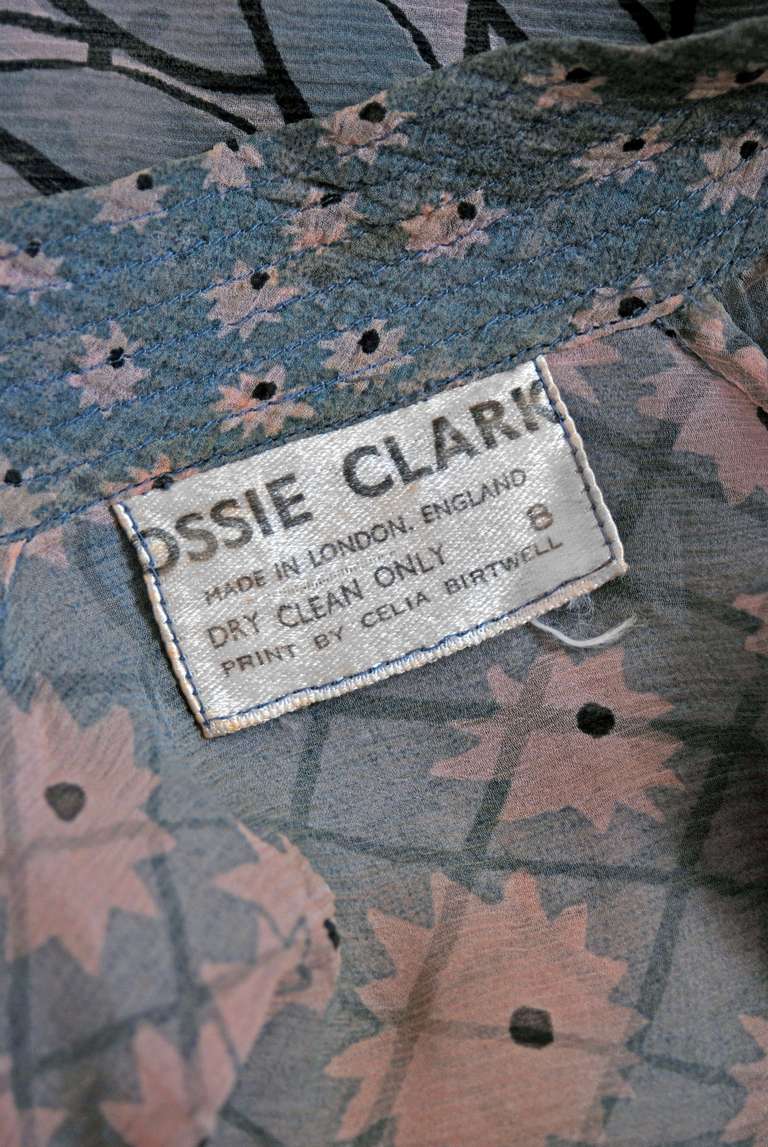 OSSIE CLARK
MADE IN LONDON, ENGLAND
8
DRY CLEAN ONLY
PRINT BY CELIA BIRTWELL